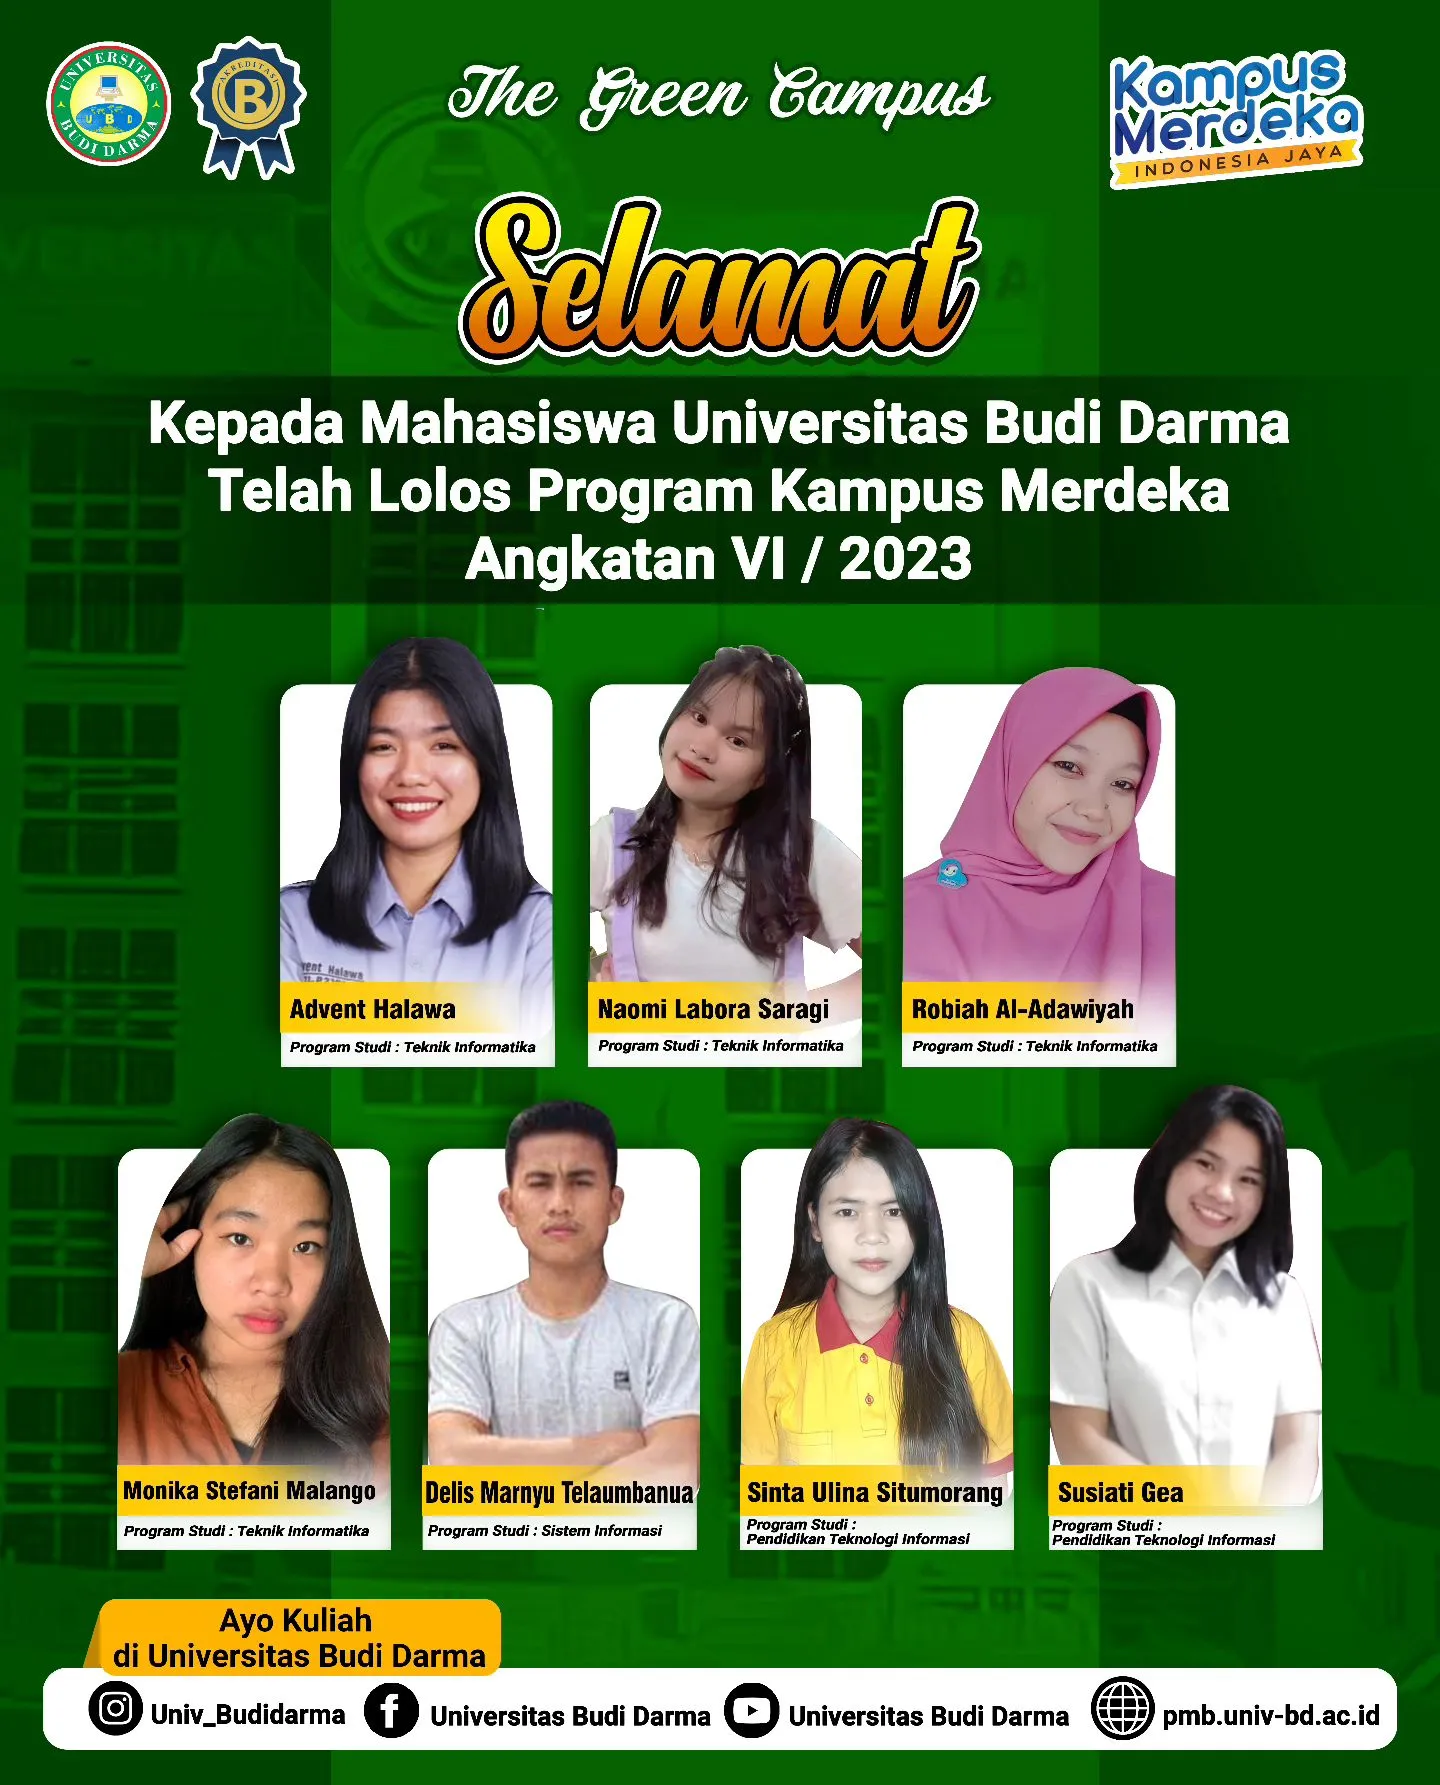 UNIVERSITAS
UBD
BUDI DARMA
AKREDITASI
B
The Green Campus
Kampus
Merdeka
INDONESIA JAYA
Selamat
Kepada Mahasiswa Universitas Budi Darma
Telah Lolos Program Kampus Merdeka
Angkatan VI / 2023
vent Halawa
Advent Halawa
Program Studi : Teknik Informatika
Naomi Labora Saragi
Program Studi : Teknik Informatika
Robiah Al-Adawiyah
Program Studi : Teknik Informatika
Monika Stefani Malango
Program Studi : Teknik Informatika
Delis Marnyu Telaumbanua
Program Studi : Sistem Informasi
Sinta Ulina Situmorang
Program Studi :
Pendidikan Teknologi Informasi
Susiati Gea
Program Studi :
Pendidikan Teknologi Informasi
Ayo Kuliah
di Universitas Budi Darma
Univ_Budidarma
Universitas Budi Darma
Universitas Budi Darma
pmb.univ-bd.ac.id